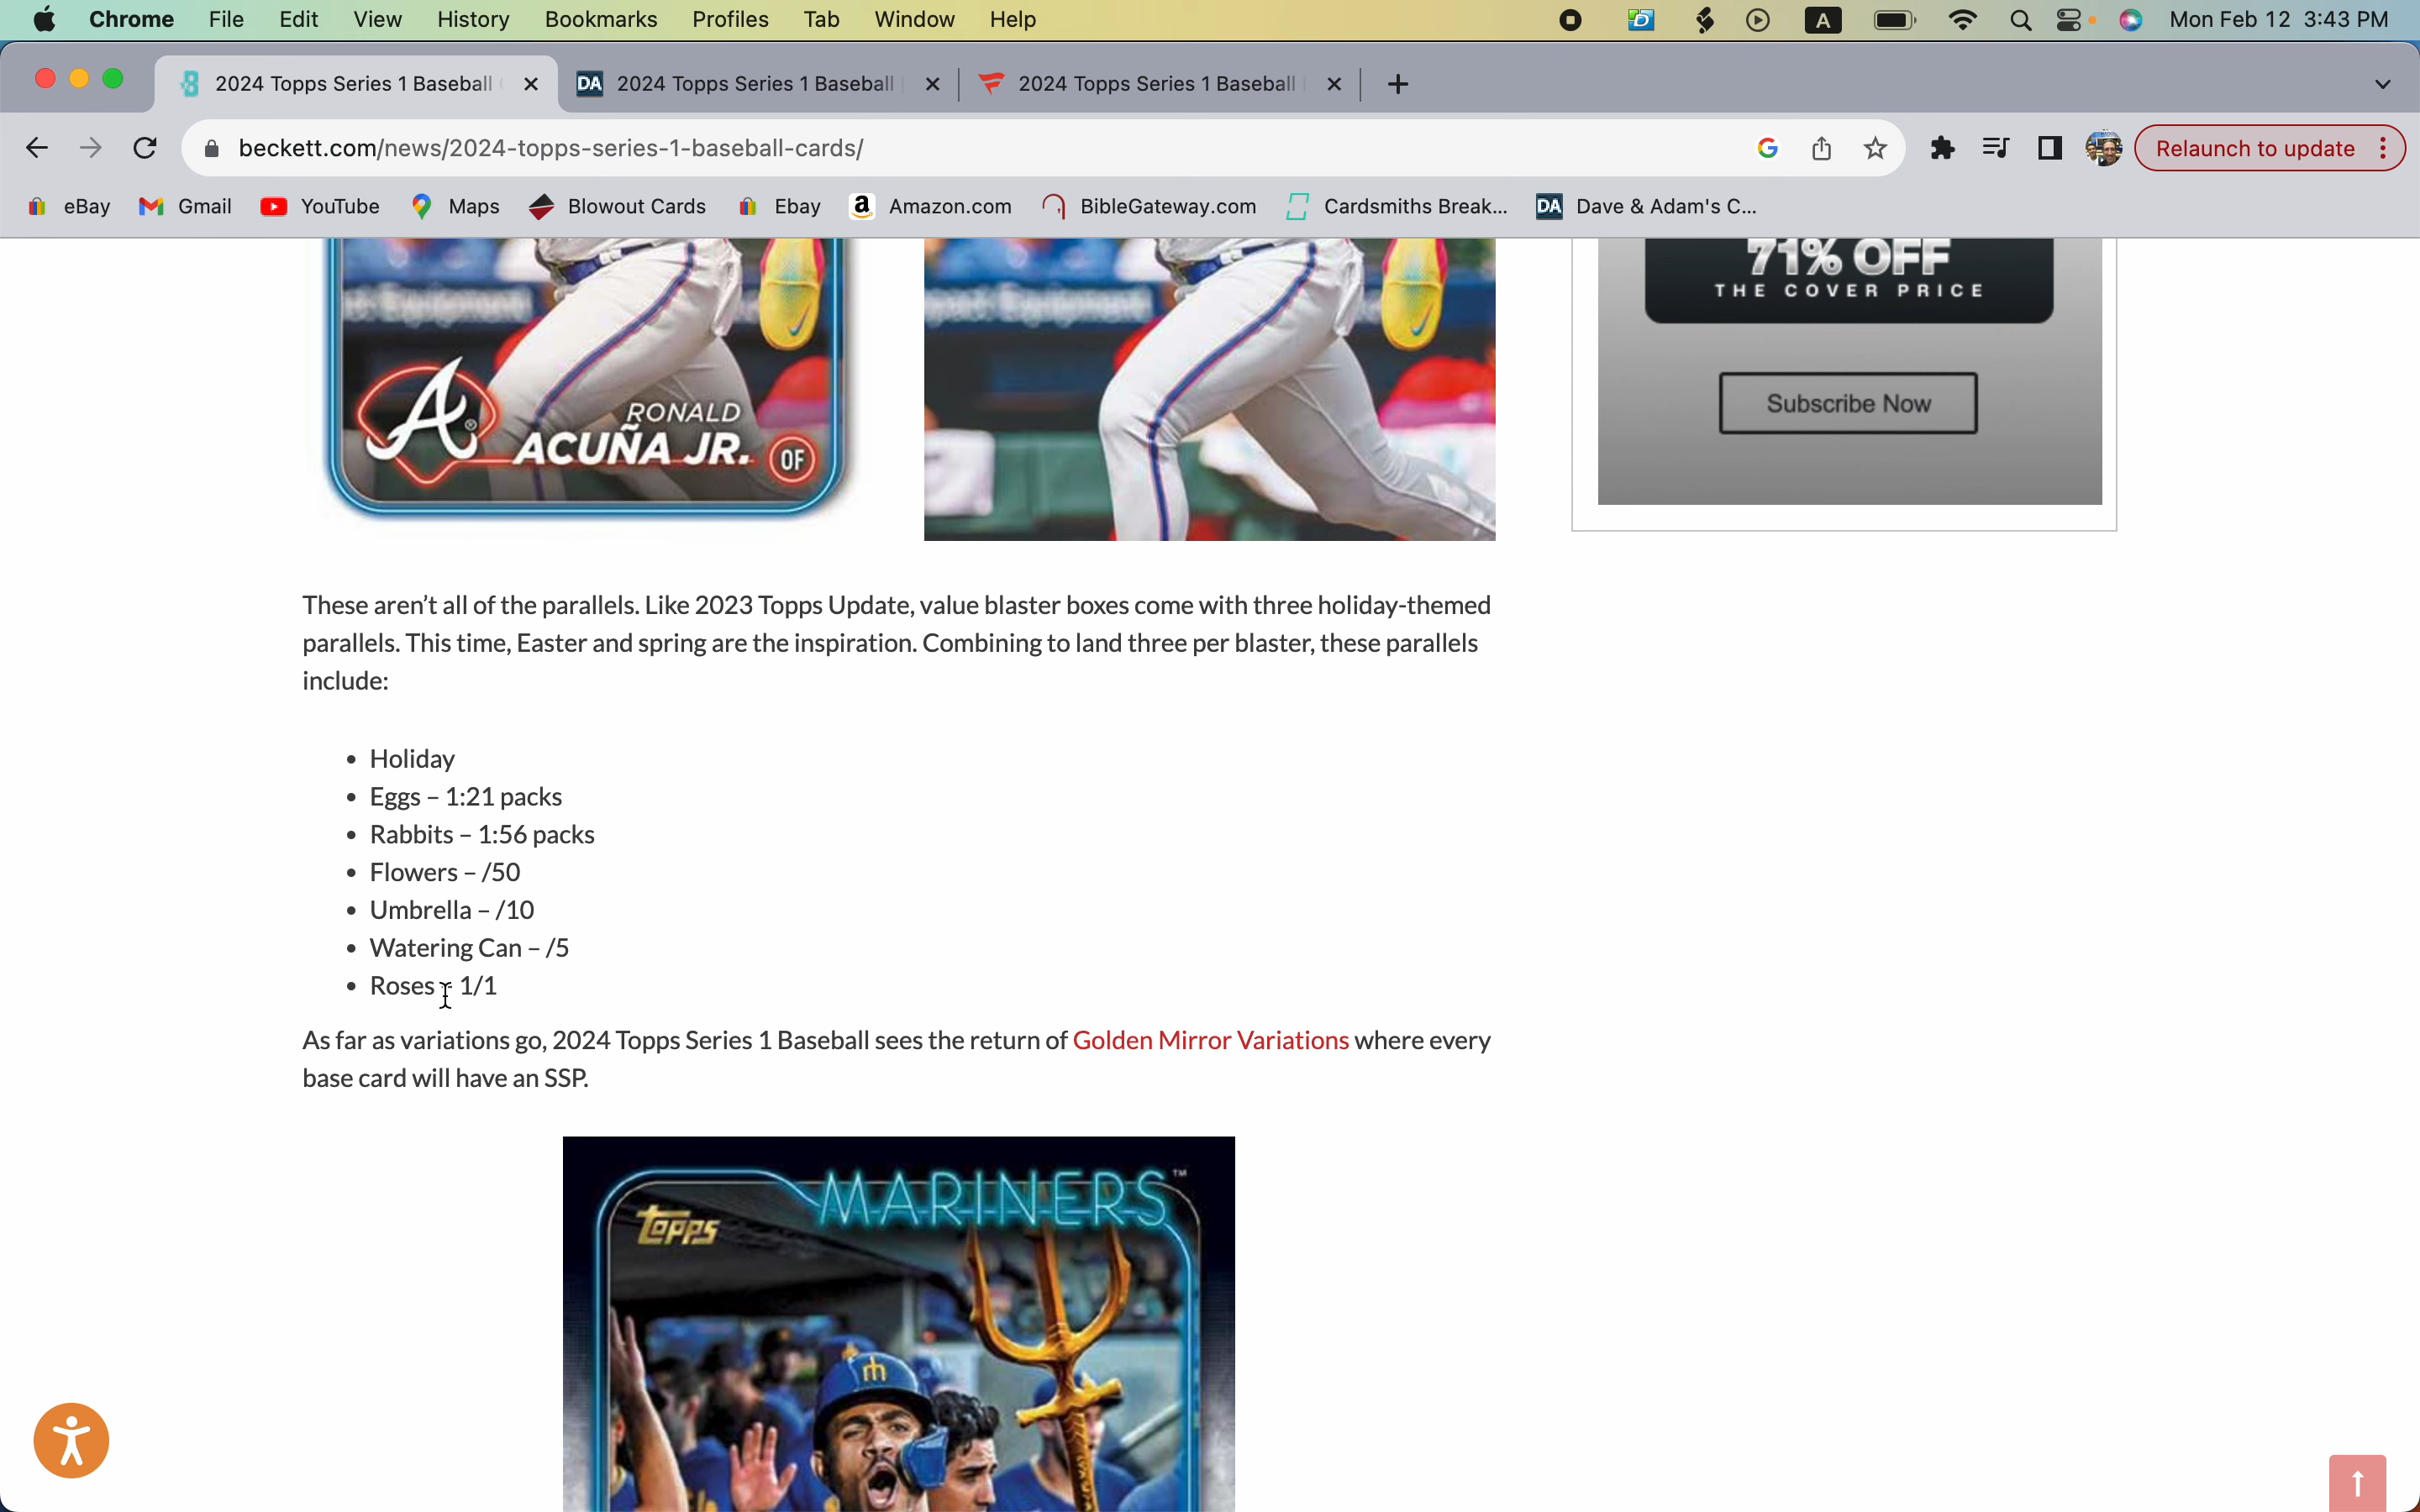 Chrome File Edit View History Bookmarks Profiles Tab Window Help A Mon Feb 12 3:43 PM
2024 Topps Series 1 Baseball DA 2024 Topps Series 1 Baseball 2024 Topps Series 1 Baseball
beckett.com/news/2024-topps-series-1-baseball-cards/ Relaunch to update
eBay Gmail YouTube Maps Blowout Cards Ebay Amazon.com BibleGateway.com Cardsmiths Break... DA Dave & Adam's C...
71% OFF
THE COVER PRICE
Subscribe Now
A
RONALD
ACUÑA JR. OF
These aren’t all of the parallels. Like 2023 Topps Update, value blaster boxes come with three holiday-themed
parallels. This time, Easter and spring are the inspiration. Combining to land three per blaster, these parallels
include:
• Holiday
• Eggs – 1:21 packs
• Rabbits – 1:56 packs
• Flowers – /50
• Umbrella – /10
• Watering Can – /5
• Roses – 1/1
As far as variations go, 2024 Topps Series 1 Baseball sees the return of Golden Mirror Variations where every
base card will have an SSP.
MARINERS™
Topps